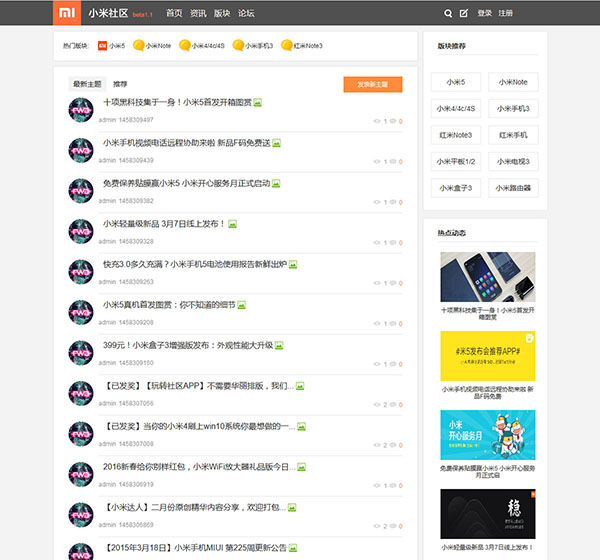 小米社区 beta1.1 首页 资讯 版块 论坛 登录 注册
热门版块: 小米5 小米Note 小米4/4c/4S 小米手机3 红米Note3
最新主题 推荐 发表新主题
十项黑科技集于一身！小米5首发开箱图赏
admin 1458309497 1 0
小米手机视频电话远程协助来啦 新品F码免费送
admin 1458309439 1 0
免费保养贴膜赢小米5 小米开心服务月正式启动
admin 1458309382 1 0
小米轻量级新品 3月7日线上发布！
admin 1458309328 1 0
快充3.0多久充满？小米手机5电池使用报告新鲜出炉
admin 1458309263 1 0
小米5真机首发图赏：你不知道的细节
admin 1458309208 1 0
399元！小米盒子3增强版发布：外观性能大升级
admin 1458309150 1 0
【已发奖】【玩转社区APP】不需要华丽排版，我们...
admin 1458307056 2 0
【已发奖】当你的小米4刷上win10系统你最想做的一...
admin 1458307008 2 0
2016新春给你别样红包，小米WiFi放大器礼品版今日...
admin 1458306919 1 0
【小米达人】二月份原创精华内容分享，欢迎打包...
admin 1458306869 2 0
【2015年3月18日】小米手机MIUI 第225周更新公告
版块推荐
小米5 小米Note
小米4/4c/4S 小米手机3
红米Note3 红米手机
小米平板1/2 小米电视3
小米盒子3 小米路由器
热点动态
十项黑科技集于一身！小米5首发开
箱图赏
#米5发布会推荐APP#
小米手机视频电话远程协助来啦 新
品F码免费
小米
开心服务月
免费保养贴膜赢小米5 小米开心服务
月正式启
稳
小米轻量级新品 3月7日线上发布！